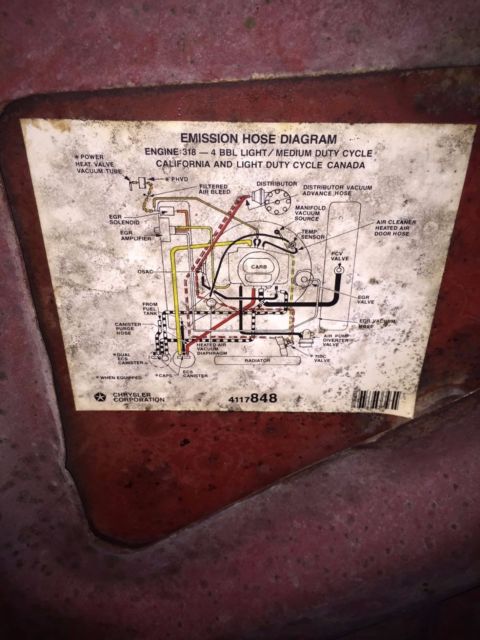 EMISSION HOSE DIAGRAM
ENGINE 318 — 4 BBL LIGHT/MEDIUM DUTY CYCLE
CALIFORNIA AND LIGHT DUTY CYCLE CANADA
* POWER
HEAT VALVE
VACUUM TUBE
* PHVD
FILTERED
AIR BLEED
DISTRIBUTOR
DISTRIBUTOR VACUUM
ADVANCE HOSE
MANIFOLD
VACUUM
SOURCE
EGR
SOLENOID
EGR
AMPLIFIER
TEMP
SENSOR
AIR CLEANER
HEATED AIR
DOOR HOSE
PCV
VALVE
OSAC
CARB
EGR
VALVE
FROM
FUEL
TANK
CANISTER
PURGE
HOSE
EGR VACUUM
HOSE
HEATED AIR
VACUUM
DIAPHRAGM
AIR PUMP
DIVERTER
VALVE
* DUAL
ECS
CANISTER
RADIATOR
VALVE
* WHEN EQUIPPED
* CAPS
ECS
CANISTER
CHRYSLER
CORPORATION
4117848